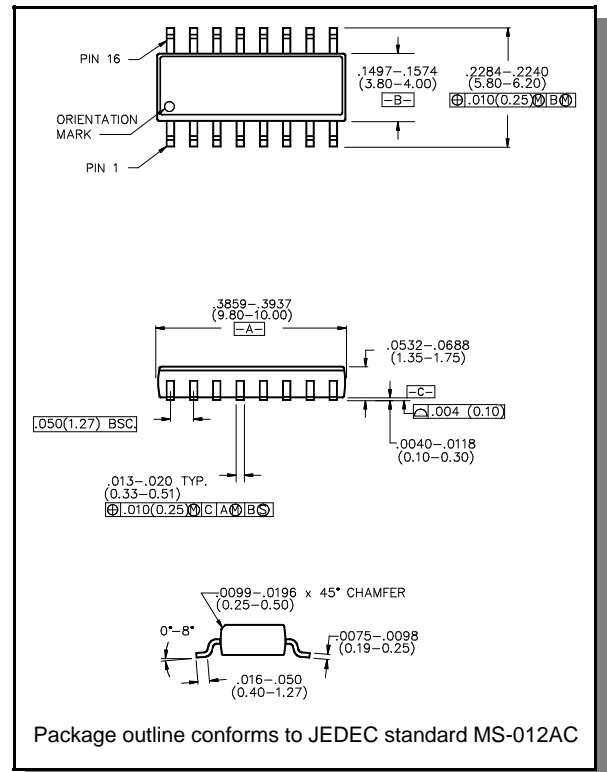 PIN 16
.1497–.1574
(3.80–4.00)
-B-
.2284–.2240
(5.80–6.20)
⌖ .010(0.25)Ⓜ BⓂ
ORIENTATION
MARK
PIN 1
.3859–.3937
(9.80–10.00)
-A-
.0532–.0688
(1.35–1.75)
-C-
.004 (0.10)
.050(1.27) BSC.
.0040–.0118
(0.10–0.30)
.013–.020 TYP.
(0.33–0.51)
⌖ .010(0.25)Ⓜ C AⓂ BⓈ
.0099–.0196 x 45° CHAMFER
(0.25–0.50)
0°–8°
.0075–.0098
(0.19–0.25)
.016–.050
(0.40–1.27)
Package outline conforms to JEDEC standard MS-012AC